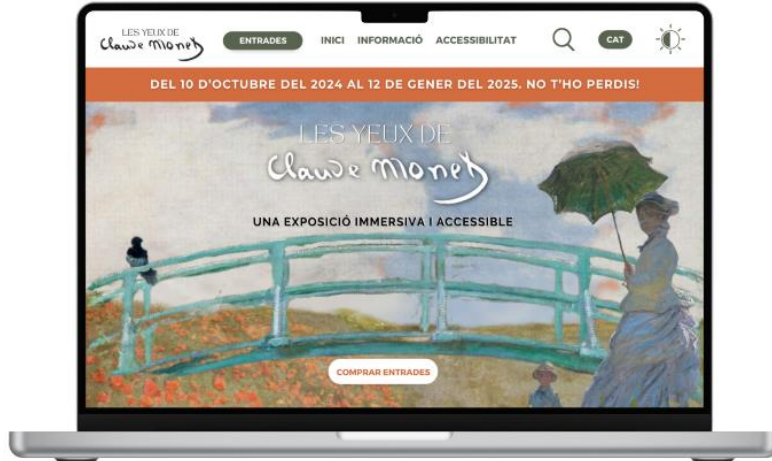 LES YEUX DE
Claude Monet
ENTRADES
INICI
INFORMACIÓ
ACCESSIBILITAT
CAT
DEL 10 D'OCTUBRE DEL 2024 AL 12 DE GENER DEL 2025. NO T'HO PERDIS!
LES YEUX DE
Claude Monet
UNA EXPOSICIÓ IMMERSIVA I ACCESSIBLE
COMPRAR ENTRADES